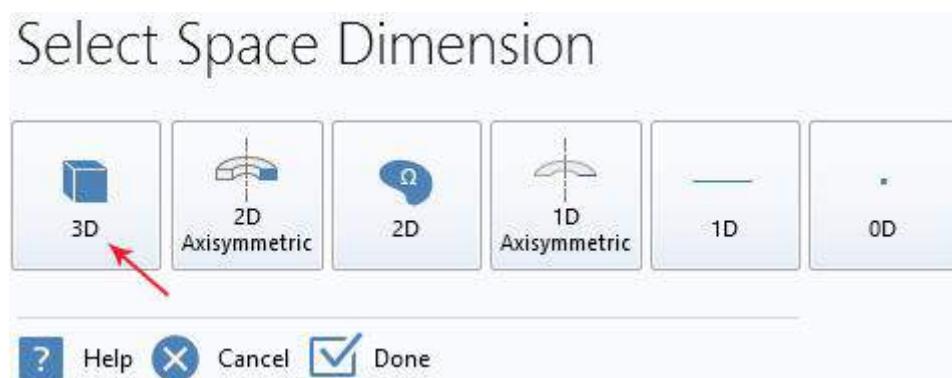 Select Space Dimension
3D
2D
Axisymmetric
Ω
2D
1D
Axisymmetric
1D
0D
? Help Cancel Done